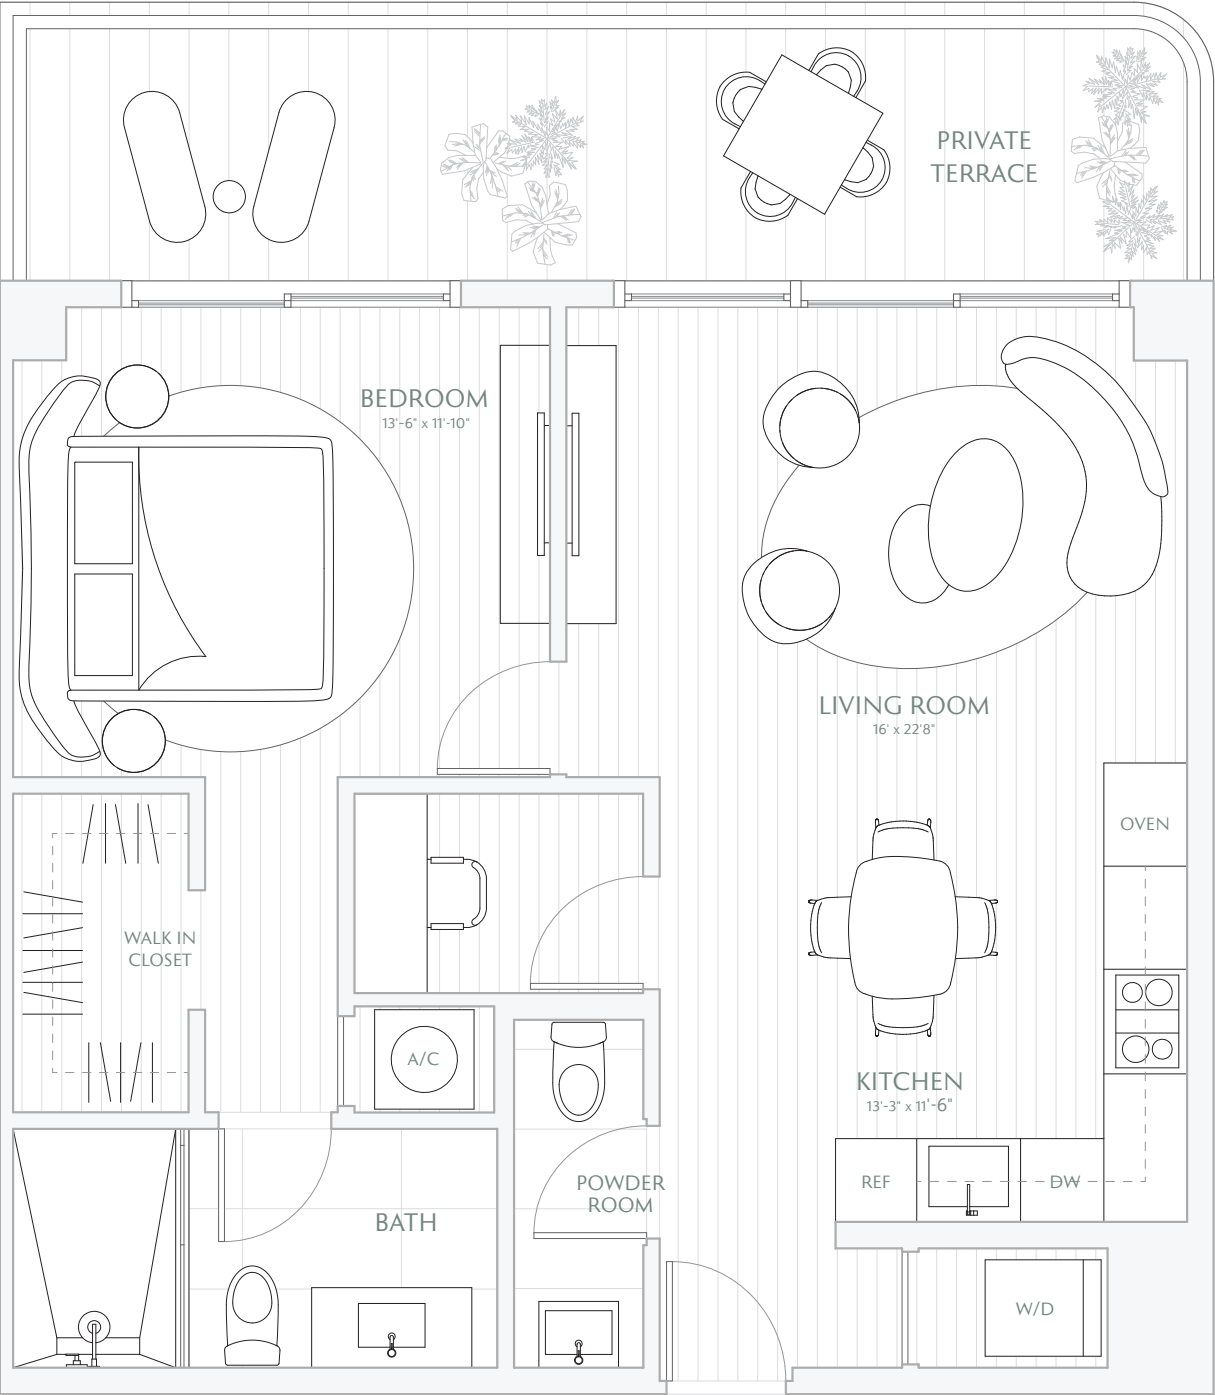 PRIVATE
TERRACE
BEDROOM
13'-6" x 11'-10"
LIVING ROOM
16' x 22'8"
OVEN
WALK IN
CLOSET
A/C
KITCHEN
13'-3" x 11'-6"
REF
DW
POWDER
ROOM
BATH
W/D